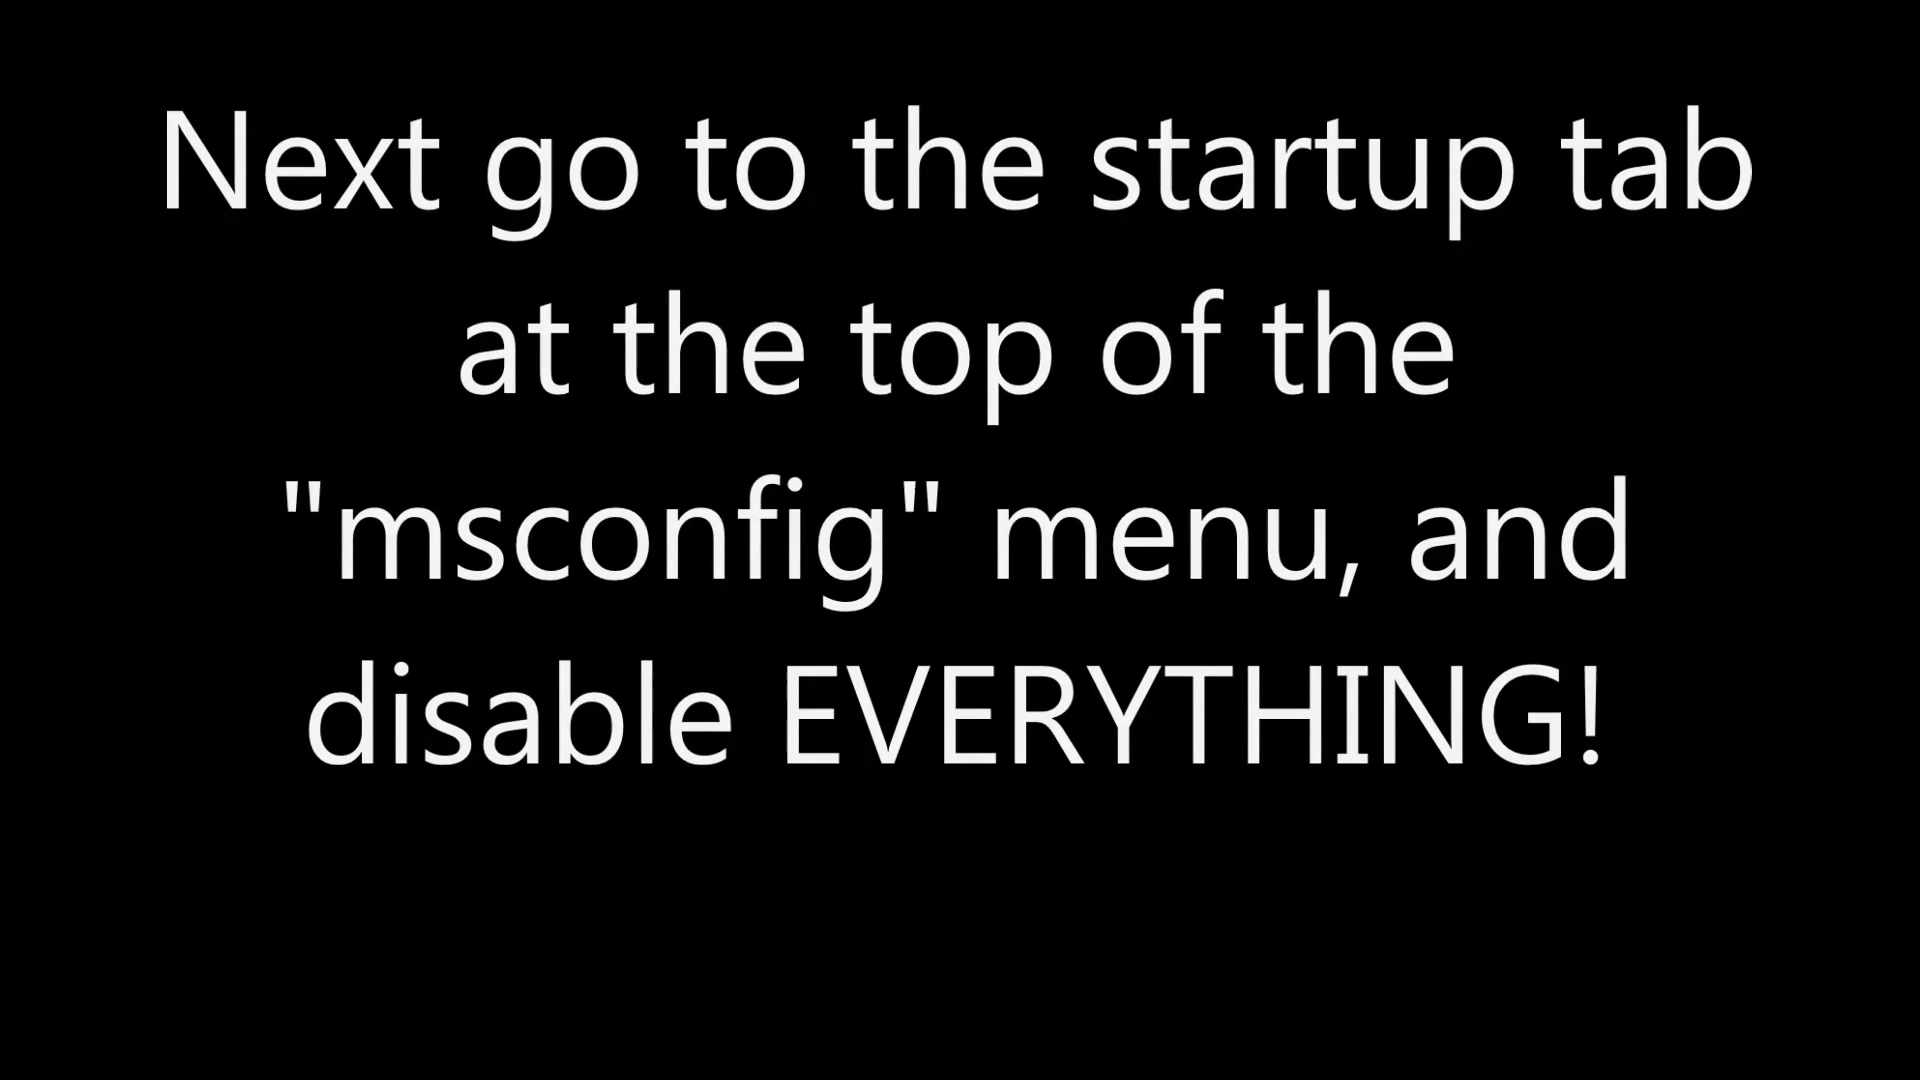 Next go to the startup tab
at the top of the
"msconfig" menu, and
disable EVERYTHING!